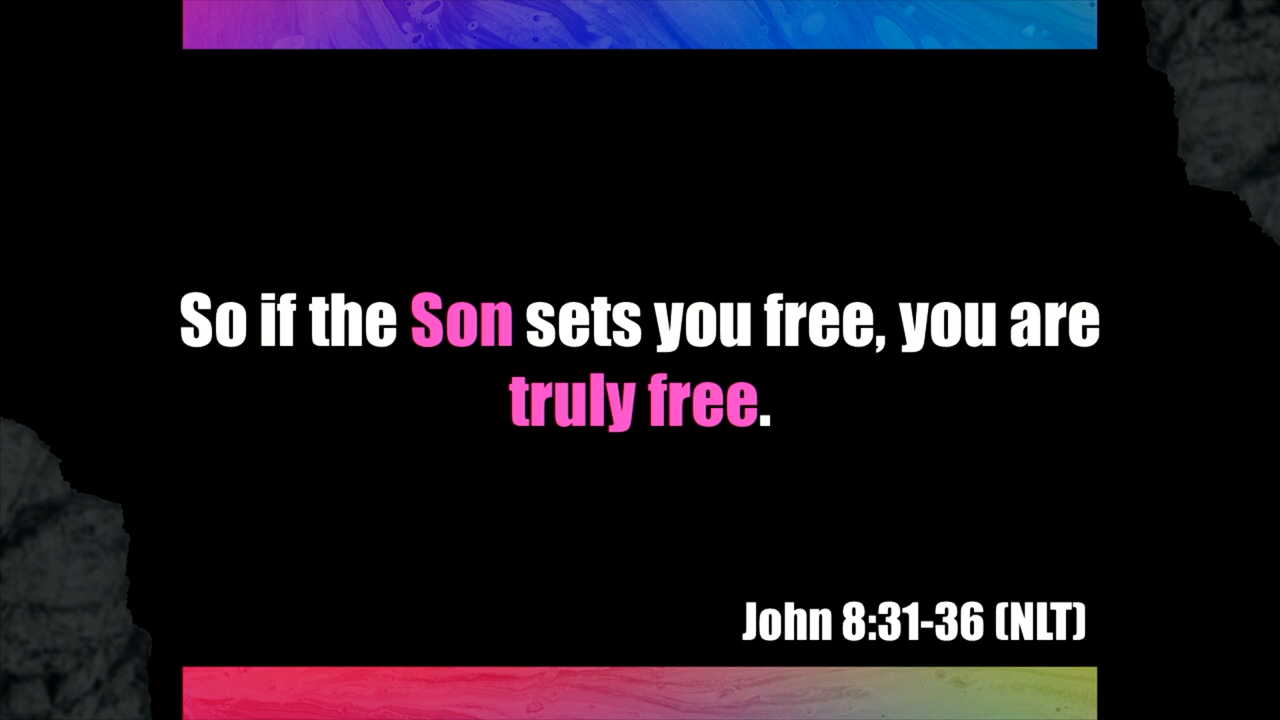 So if the Son sets you free, you are
truly free.
John 8:31-36 (NLT)